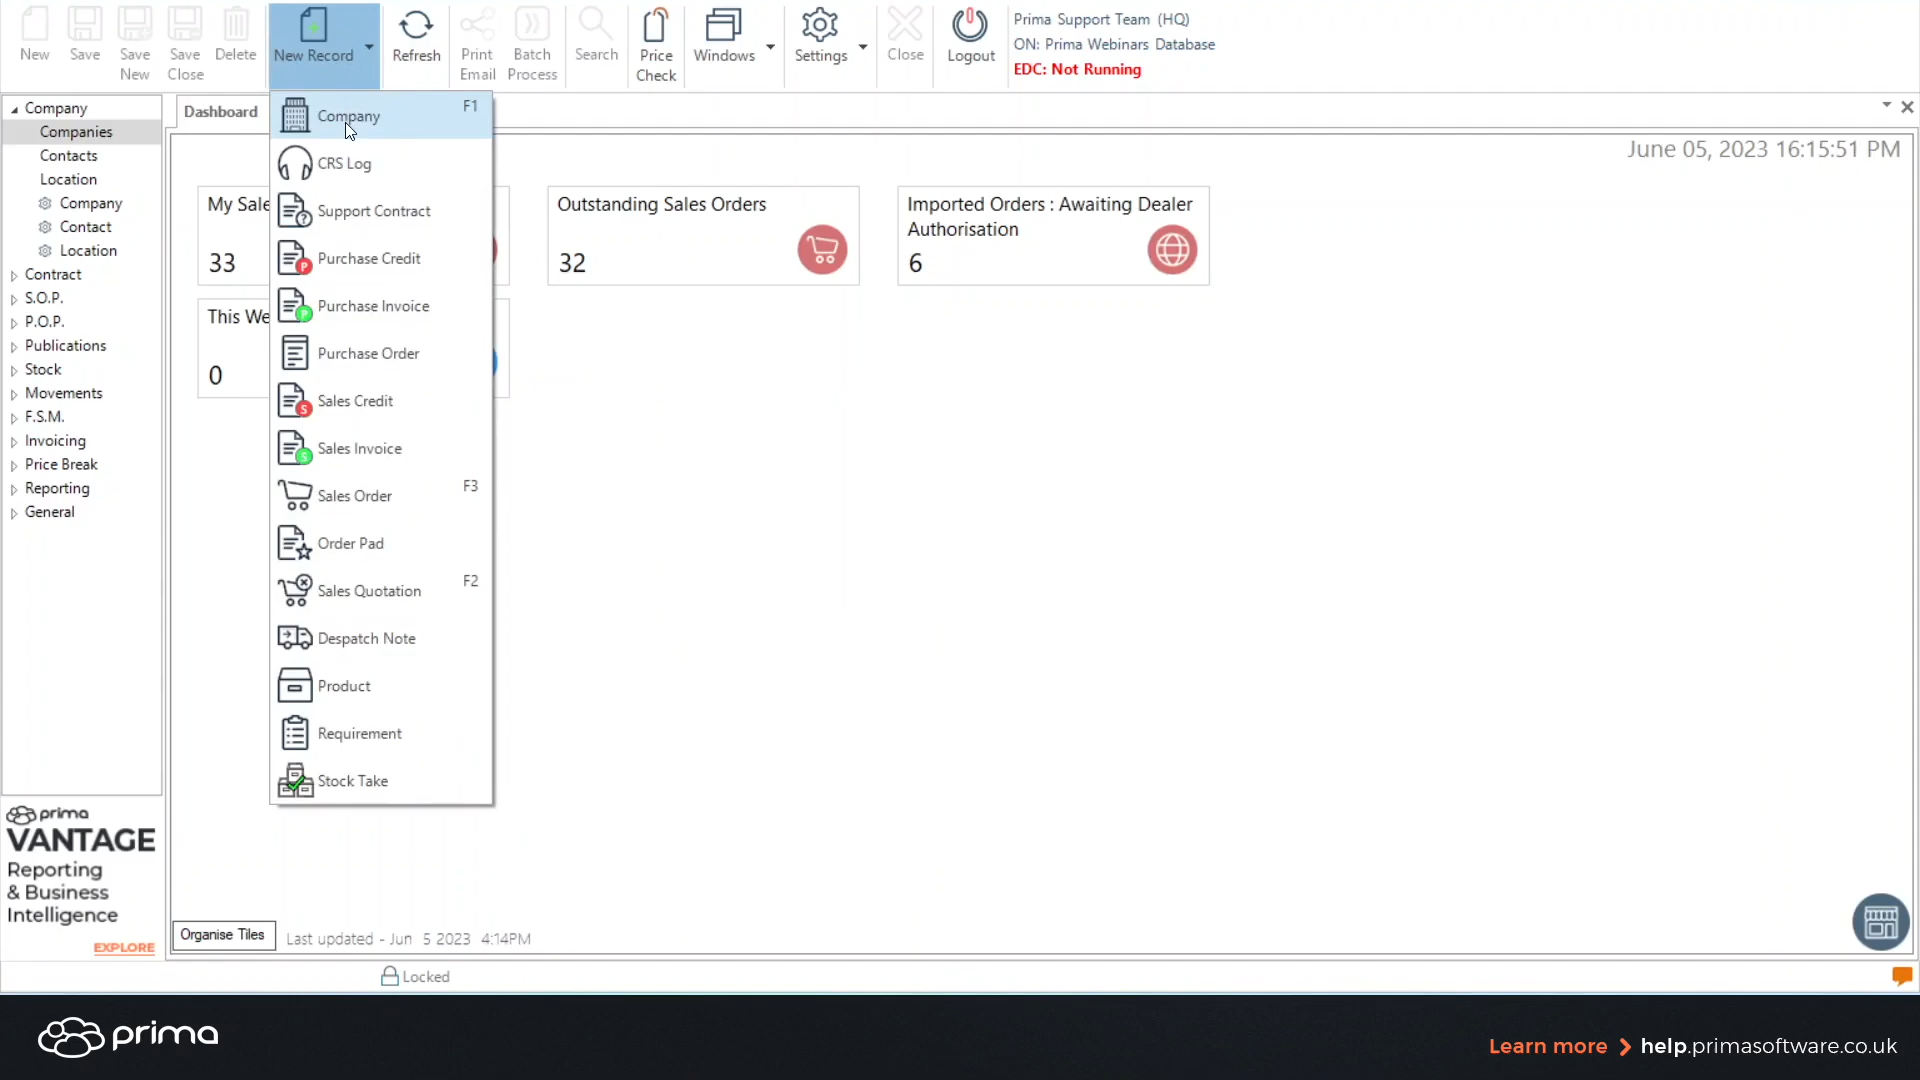 New
Save
Save
New
Save
Close
Delete
New Record
Refresh
Print
Email
Batch
Process
Search
Price
Check
Windows
Settings
Close
Logout
Prima Support Team (HQ)
ON: Prima Webinars Database
EDC: Not Running
Company
Companies
Contacts
Location
Company
Contact
Location
Contract
S.O.P.
P.O.P.
Publications
Stock
Movements
F.S.M.
Invoicing
Price Break
Reporting
General
Dashboard
Company F1
CRS Log
Support Contract
Purchase Credit
Purchase Invoice
Purchase Order
Sales Credit
Sales Invoice
Sales Order F3
Order Pad
Sales Quotation F2
Despatch Note
Product
Requirement
Stock Take
June 05, 2023 16:15:51 PM
My Sale
33
Outstanding Sales Orders
32
Imported Orders : Awaiting Dealer
Authorisation
6
This We
0
prima
VANTAGE
Reporting
& Business
Intelligence
EXPLORE
Organise Tiles
Last updated - Jun 5 2023 4:14PM
Locked
prima
Learn more > help.primasoftware.co.uk